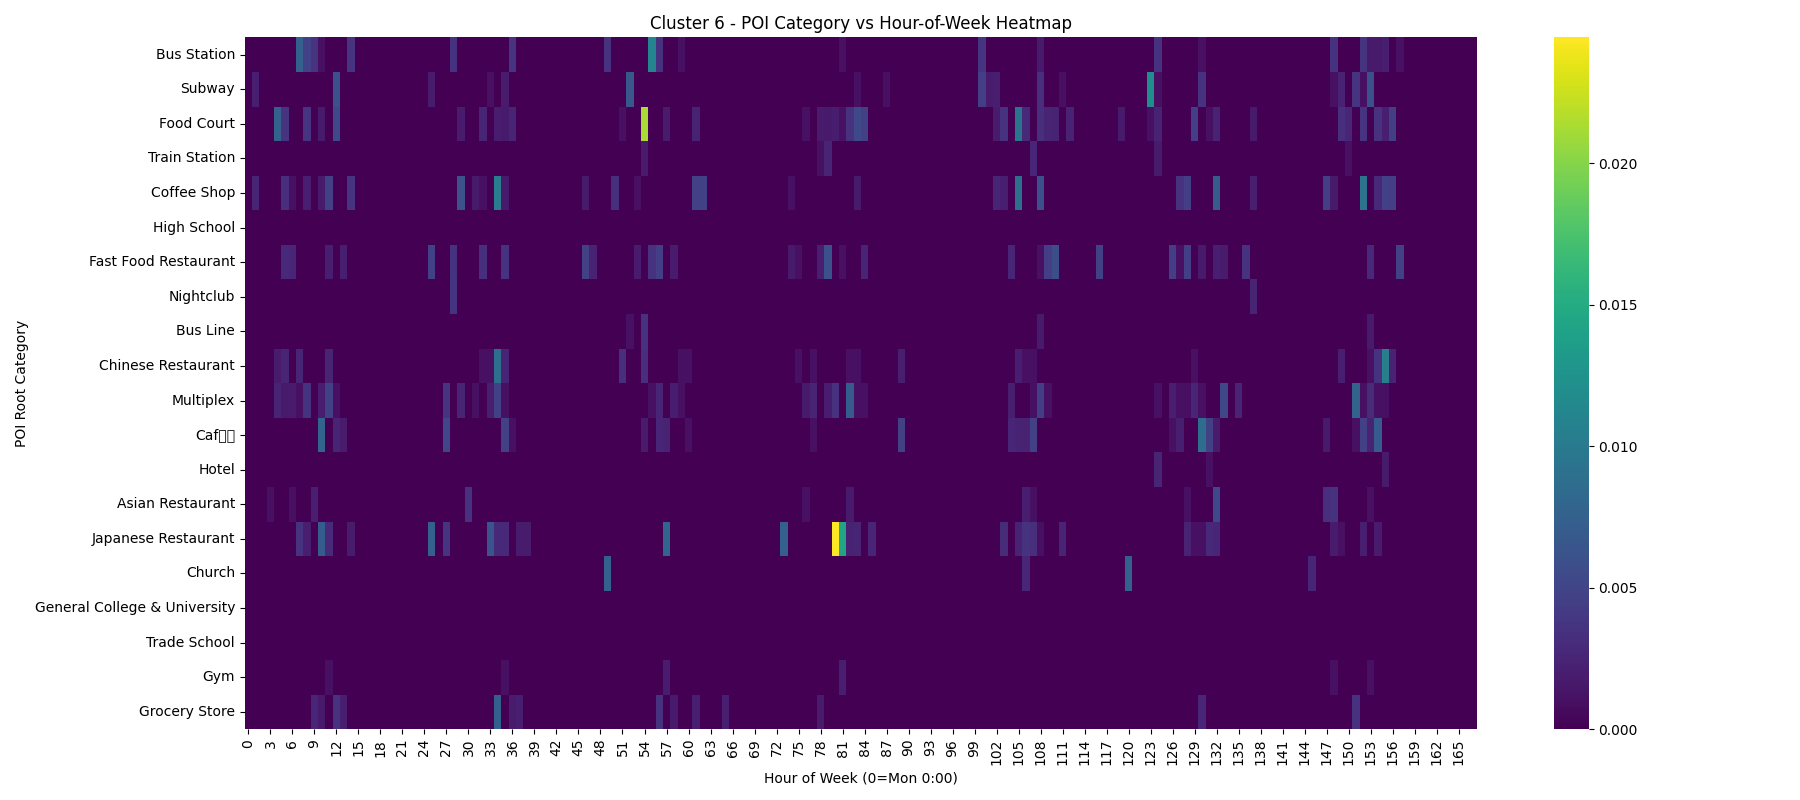 Cluster 6 - POI Category vs Hour-of-Week Heatmap
POI Root Category
Bus Station
Subway
Food Court
Train Station
Coffee Shop
High School
Fast Food Restaurant
Nightclub
Bus Line
Chinese Restaurant
Multiplex
Caf▯▯
Hotel
Asian Restaurant
Japanese Restaurant
Church
General College & University
Trade School
Gym
Grocery Store
0 3 6 9 12 15 18 21 24 27 30 33 36 39 42 45 48 51 54 57 60 63 66 69 72 75 78 81 84 87 90 93 96 99 102 105 108 111 114 117 120 123 126 129 132 135 138 141 144 147 150 153 156 159 162 165
Hour of Week (0=Mon 0:00)
0.020
0.015
0.010
0.005
0.000